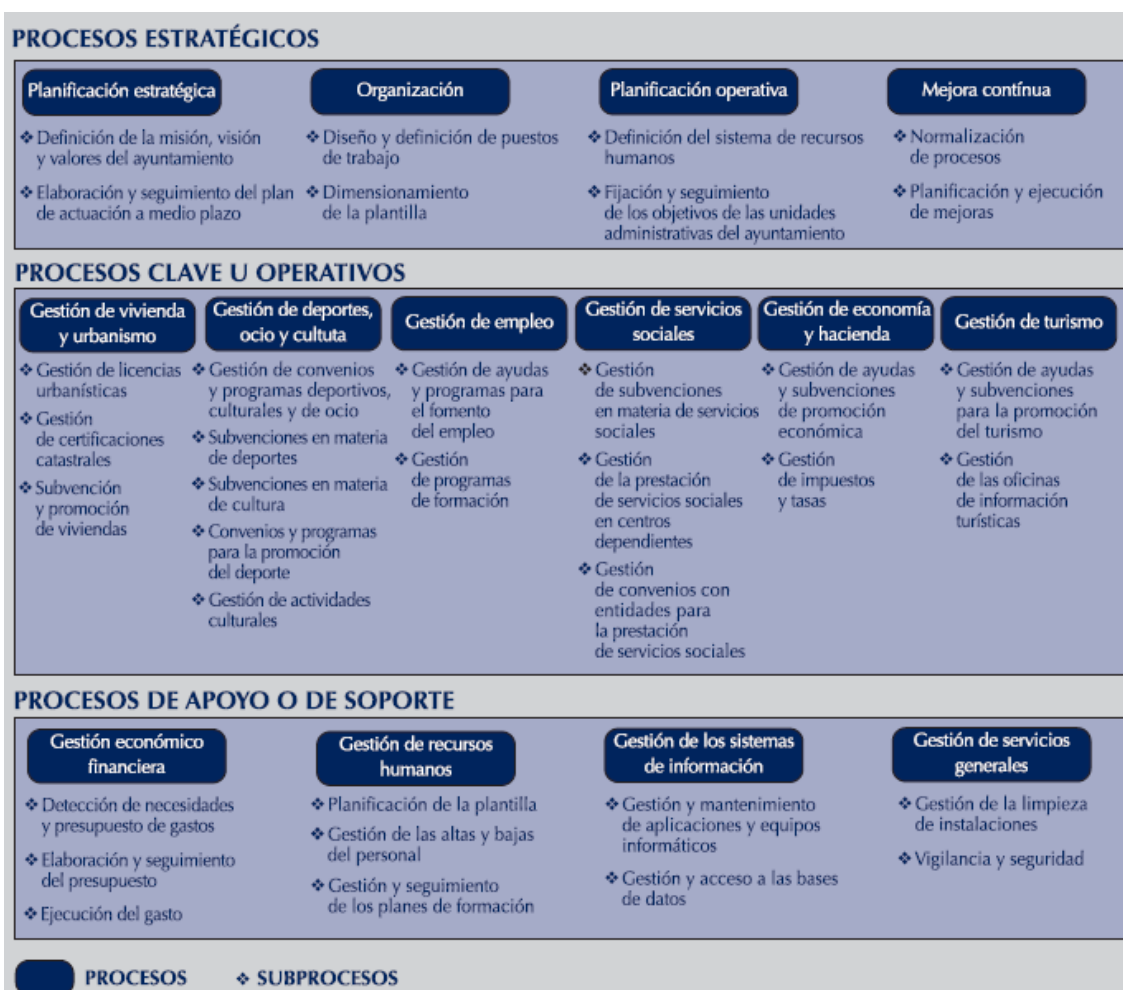 PROCESOS ESTRATÉGICOS
Planificación estratégica
❖ Definición de la misión, visión
y valores del ayuntamiento
❖ Elaboración y seguimiento del plan
de actuación a medio plazo
Organización
❖ Diseño y definición de puestos
de trabajo
❖ Dimensionamiento
de la plantilla
Planificación operativa
❖ Definición del sistema de recursos
humanos
❖ Fijación y seguimiento
de los objetivos de las unidades
administrativas del ayuntamiento
Mejora contínua
❖ Normalización
de procesos
❖ Planificación y ejecución
de mejoras
PROCESOS CLAVE U OPERATIVOS
Gestión de vivienda
y urbanismo
❖ Gestión de licencias
urbanísticas
❖ Gestión
de certificaciones
catastrales
❖ Subvención
y promoción
de viviendas
Gestión de deportes,
ocio y cultuta
❖ Gestión de convenios
y programas deportivos,
culturales y de ocio
❖ Subvenciones en materia
de deportes
❖ Subvenciones en materia
de cultura
❖ Convenios y programas
para la promoción
del deporte
❖ Gestión de actividades
culturales
Gestión de empleo
❖ Gestión de ayudas
y programas para
el fomento
del empleo
❖ Gestión
de programas
de formación
Gestión de servicios
sociales
❖ Gestión
de subvenciones
en materia de servicios
sociales
❖ Gestión
de la prestación
de servicios sociales
en centros
dependientes
❖ Gestión
de convenios con
entidades para
la prestación
de servicios sociales
Gestión de economía
y hacienda
❖ Gestión de ayudas
y subvenciones
de promoción
económica
❖ Gestión
de impuestos
y tasas
Gestión de turismo
❖ Gestión de ayudas
y subvenciones
para la promoción
del turismo
❖ Gestión
de las oficinas
de información
turísticas
PROCESOS DE APOYO O DE SOPORTE
Gestión económico
financiera
❖ Detección de necesidades
y presupuesto de gastos
❖ Elaboración y seguimiento
del presupuesto
❖ Ejecución del gasto
Gestión de recursos
humanos
❖ Planificación de la plantilla
❖ Gestión de las altas y bajas
del personal
❖ Gestión y seguimiento
de los planes de formación
Gestión de los sistemas
de información
❖ Gestión y mantenimiento
de aplicaciones y equipos
informáticos
❖ Gestión y acceso a las bases
de datos
Gestión de servicios
generales
❖ Gestión de la limpieza
de instalaciones
❖ Vigilancia y seguridad
PROCESOS
❖ SUBPROCESOS